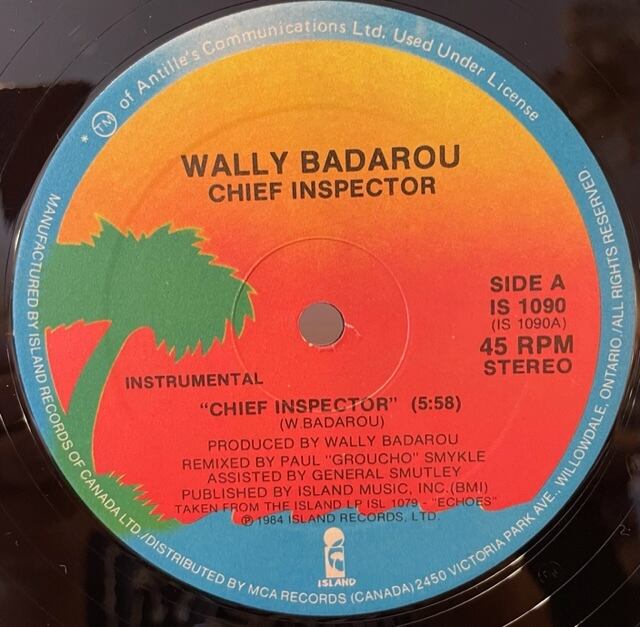 * TM of Antille's Communications Ltd. Used Under License
WALLY BADAROU
CHIEF INSPECTOR
SIDE A
IS 1090
(IS 1090A)
45 RPM
STEREO
INSTRUMENTAL
"CHIEF INSPECTOR" (5:58)
(W.BADAROU)
PRODUCED BY WALLY BADAROU
REMIXED BY PAUL "GROUCHO" SMYKLE
ASSISTED BY GENERAL SMUTLEY
PUBLISHED BY ISLAND MUSIC, INC.(BMI)
TAKEN FROM THE ISLAND LP ISL 1079 - "ECHOES"
℗ 1984 ISLAND RECORDS, LTD.
ISLAND
MANUFACTURED BY ISLAND RECORDS OF CANADA LTD./DISTRIBUTED BY MCA RECORDS (CANADA) 2450 VICTORIA PARK AVE., WILLOWDALE, ONTARIO./ALL RIGHTS RESERVED.